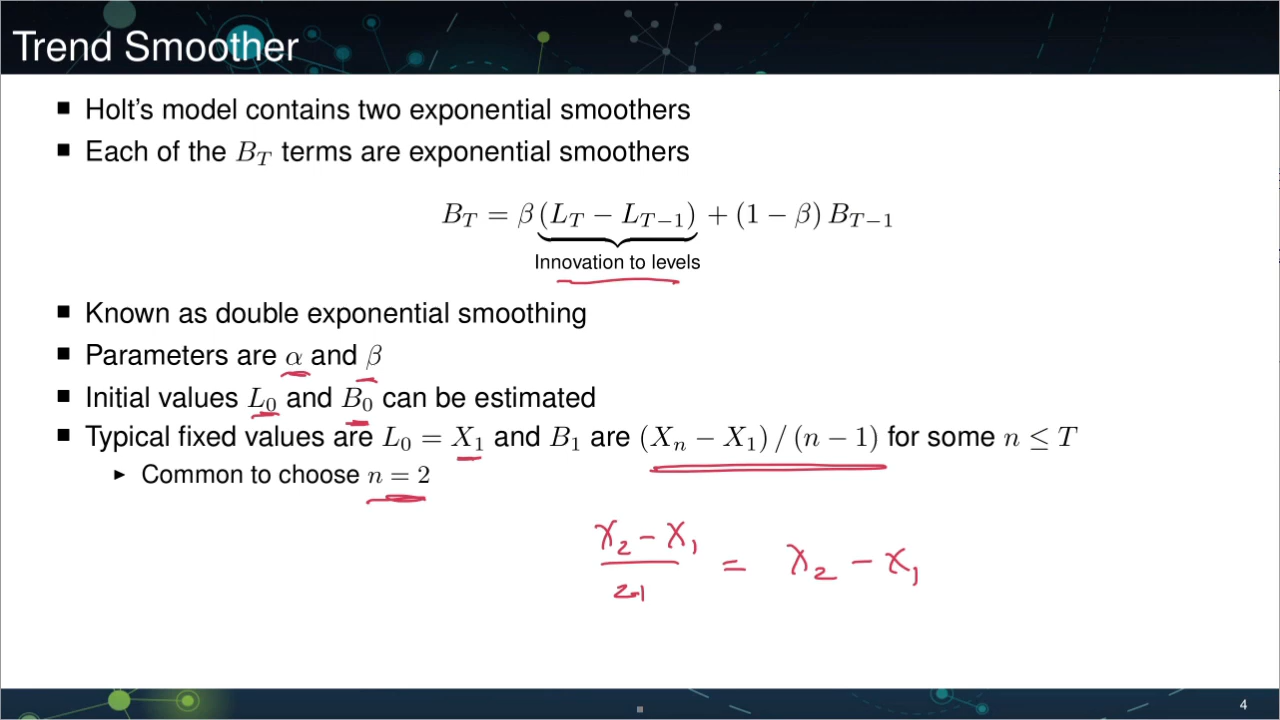 Trend Smoother
■ Holt's model contains two exponential smoothers
■ Each of the B_T terms are exponential smoothers
B_T = β (L_T − L_{T−1}) + (1 − β) B_{T−1}
Innovation to levels
■ Known as double exponential smoothing
■ Parameters are α and β
■ Initial values L_0 and B_0 can be estimated
■ Typical fixed values are L_0 = X_1 and B_1 are (X_n − X_1) / (n − 1) for some n ≤ T
▶ Common to choose n = 2
X_2 − X_1
= X_2 − X_1
2-1
4